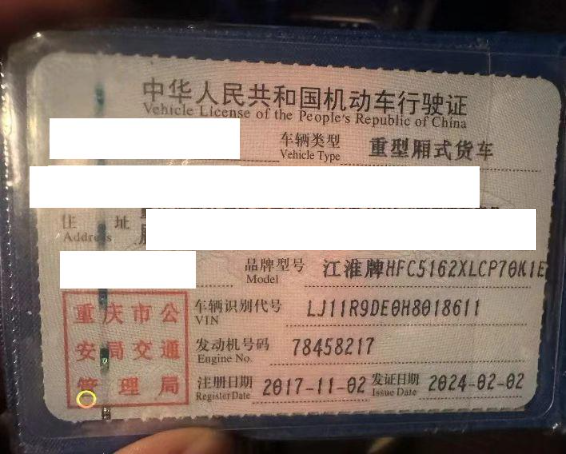 中华人民共和国机动车行驶证
Vehicle License of the People's Republic of China
车辆类型 重型厢式货车
Vehicle Type
住 址
Address
品牌型号 江淮牌HFC5162XLCP70K1E
Model
重庆市公
安局交通
管理局
车辆识别代号 LJ11R9DE0H8018611
VIN
发动机号码 78458217
Engine No.
注册日期 2017-11-02 发证日期 2024-02-02
Register Date Issue Date